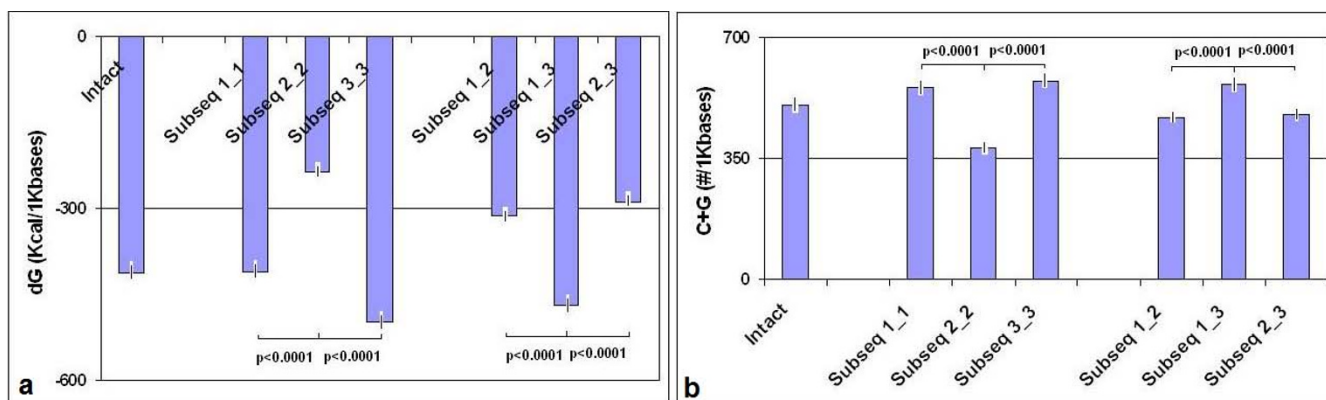 0
-300
-600
dG (Kcal/1Kbases)
Intact
Subseq 1_1
Subseq 2_2
Subseq 3_3
Subseq 1_2
Subseq 1_3
Subseq 2_3
p<0.0001 p<0.0001
p<0.0001 p<0.0001
a
700
350
0
C+G (#/1Kbases)
p<0.0001 p<0.0001
p<0.0001 p<0.0001
Intact
Subseq 1_1
Subseq 2_2
Subseq 3_3
Subseq 1_2
Subseq 1_3
Subseq 2_3
b